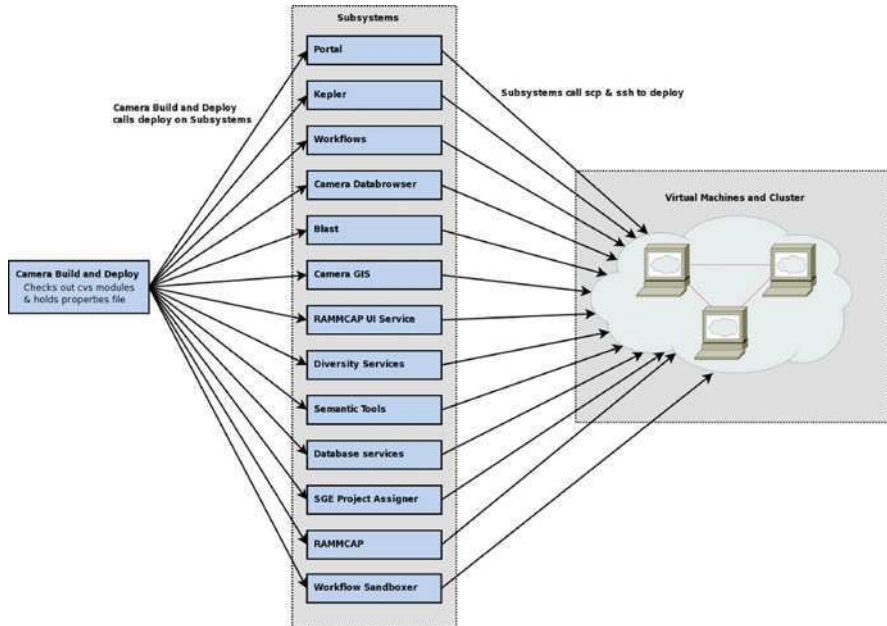 Subsystems
Portal
Kepler
Workflows
Camera Databrowser
Blast
Camera GIS
RAMMCAP UI Service
Diversity Services
Semantic Tools
Database services
SGE Project Assigner
RAMMCAP
Workflow Sandboxer
Camera Build and Deploy
calls deploy on Subsystems
Camera Build and Deploy
Checks out cvs modules
& holds properties file
Subsystems call scp & ssh to deploy
Virtual Machines and Cluster